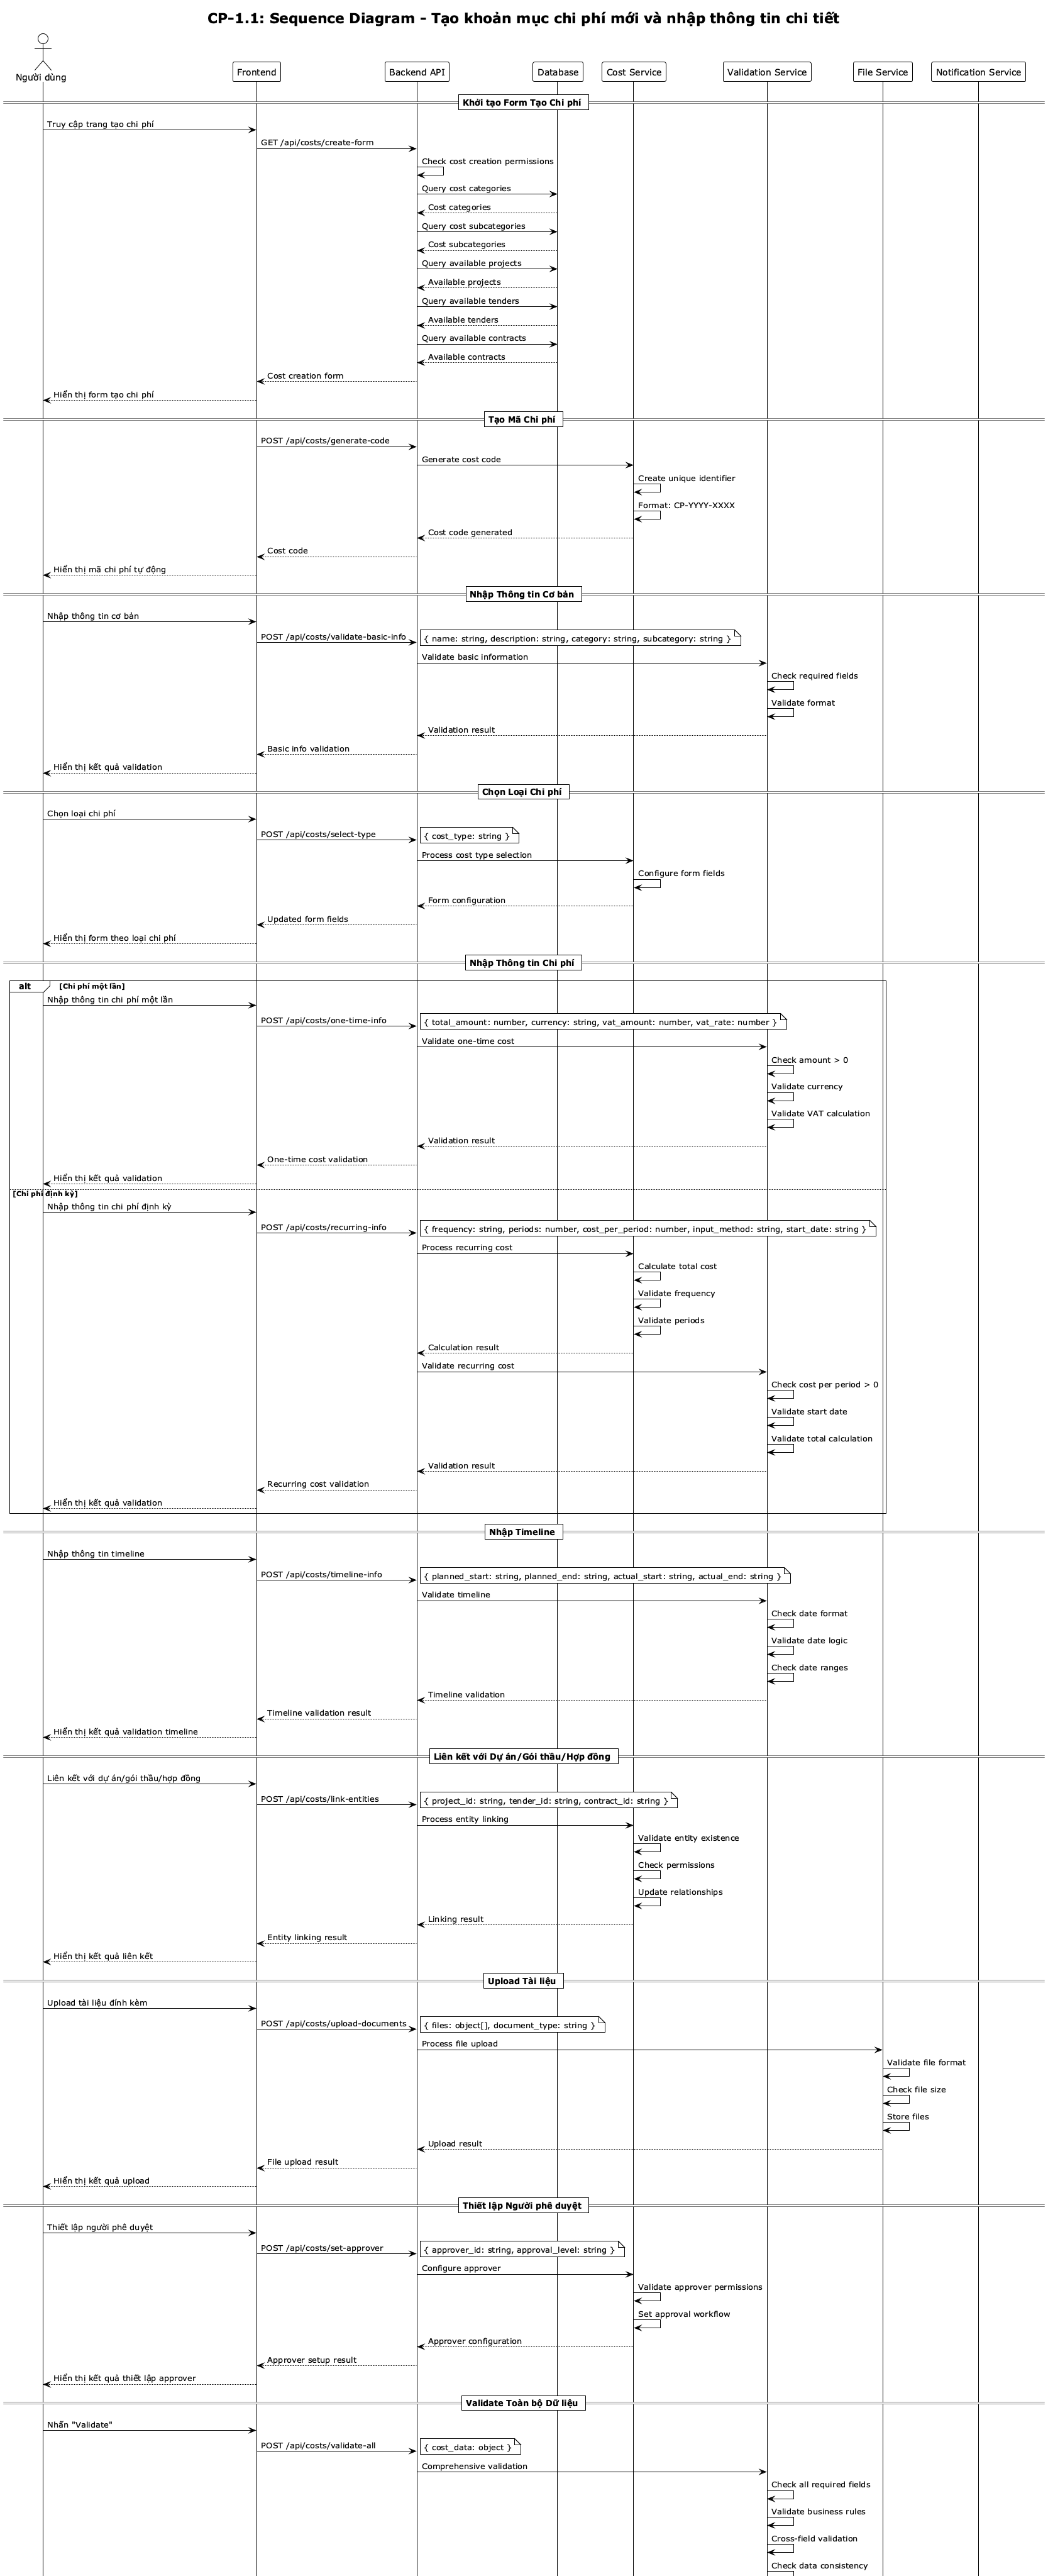 CP-1.1: Sequence Diagram - Tạo khoản mục chi phí mới và nhập thông tin chi tiết
Người dùng
Frontend
Backend API
Database
Cost Service
Validation Service
File Service
Notification Service
Khởi tạo Form Tạo Chi phí
Truy cập trang tạo chi phí
GET /api/costs/create-form
Check cost creation permissions
Query cost categories
Cost categories
Query cost subcategories
Cost subcategories
Query available projects
Available projects
Query available tenders
Available tenders
Query available contracts
Available contracts
Cost creation form
Hiển thị form tạo chi phí
Tạo Mã Chi phí
POST /api/costs/generate-code
Generate cost code
Create unique identifier
Format: CP-YYYY-XXXX
Cost code generated
Cost code
Hiển thị mã chi phí tự động
Nhập Thông tin Cơ bản
Nhập thông tin cơ bản
POST /api/costs/validate-basic-info
{ name: string, description: string, category: string, subcategory: string }
Validate basic information
Check required fields
Validate format
Validation result
Basic info validation
Hiển thị kết quả validation
Chọn Loại Chi phí
Chọn loại chi phí
POST /api/costs/select-type
{ cost_type: string }
Process cost type selection
Configure form fields
Form configuration
Updated form fields
Hiển thị form theo loại chi phí
Nhập Thông tin Chi phí
alt
[Chi phí một lần]
Nhập thông tin chi phí một lần
POST /api/costs/one-time-info
{ total_amount: number, currency: string, vat_amount: number, vat_rate: number }
Validate one-time cost
Check amount > 0
Validate currency
Validate VAT calculation
Validation result
One-time cost validation
Hiển thị kết quả validation
[Chi phí định kỳ]
Nhập thông tin chi phí định kỳ
POST /api/costs/recurring-info
{ frequency: string, periods: number, cost_per_period: number, input_method: string, start_date: string }
Process recurring cost
Calculate total cost
Validate frequency
Validate periods
Calculation result
Validate recurring cost
Check cost per period > 0
Validate start date
Validate total calculation
Validation result
Recurring cost validation
Hiển thị kết quả validation
Nhập Timeline
Nhập thông tin timeline
POST /api/costs/timeline-info
{ planned_start: string, planned_end: string, actual_start: string, actual_end: string }
Validate timeline
Check date format
Validate date logic
Check date ranges
Timeline validation
Timeline validation result
Hiển thị kết quả validation timeline
Liên kết với Dự án/Gói thầu/Hợp đồng
Liên kết với dự án/gói thầu/hợp đồng
POST /api/costs/link-entities
{ project_id: string, tender_id: string, contract_id: string }
Process entity linking
Validate entity existence
Check permissions
Update relationships
Linking result
Entity linking result
Hiển thị kết quả liên kết
Upload Tài liệu
Upload tài liệu đính kèm
POST /api/costs/upload-documents
{ files: object[], document_type: string }
Process file upload
Validate file format
Check file size
Store files
Upload result
File upload result
Hiển thị kết quả upload
Thiết lập Người phê duyệt
Thiết lập người phê duyệt
POST /api/costs/set-approver
{ approver_id: string, approval_level: string }
Configure approver
Validate approver permissions
Set approval workflow
Approver configuration
Approver setup result
Hiển thị kết quả thiết lập approver
Validate Toàn bộ Dữ liệu
Nhấn "Validate"
POST /api/costs/validate-all
{ cost_data: object }
Comprehensive validation
Check all required fields
Validate business rules
Cross-field validation
Check data consistency